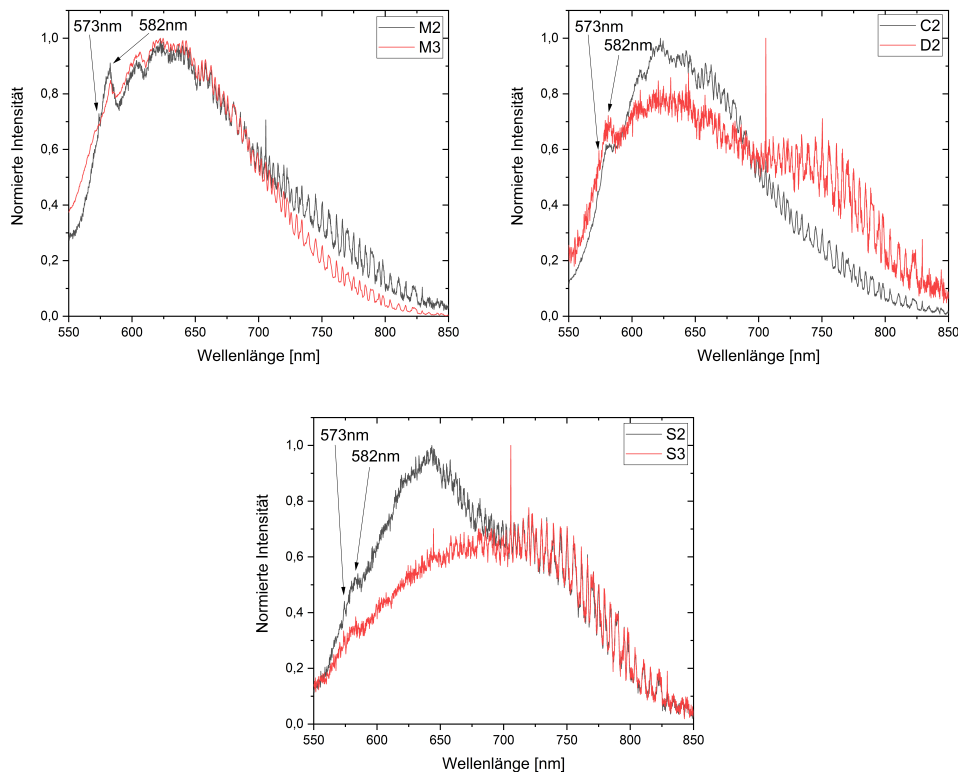 573nm
582nm
M2
M3
1,0
0,8
0,6
0,4
0,2
0,0
Normierte Intensität
550 600 650 700 750 800 850
Wellenlänge [nm]
573nm
582nm
C2
D2
1,0
0,8
0,6
0,4
0,2
0,0
Normierte Intensität
550 600 650 700 750 800 850
Wellenlänge [nm]
573nm
582nm
S2
S3
1,0
0,8
0,6
0,4
0,2
0,0
Normierte Intensität
550 600 650 700 750 800 850
Wellenlänge [nm]